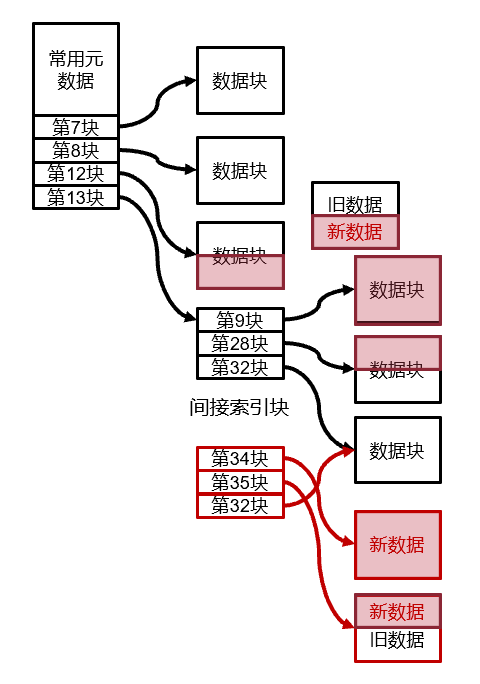 常用元
数据
第7块
第8块
第12块
第13块
数据块
数据块
数据块
旧数据
新数据
第9块
第28块
第32块
间接索引块
数据块
数据块
数据块
第34块
第35块
第32块
新数据
新数据
旧数据